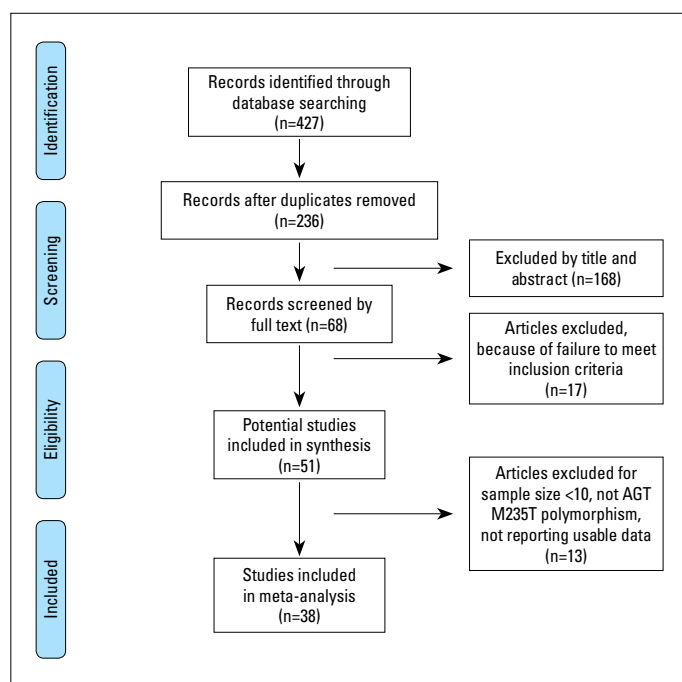 Identification
Records identified through
database searching
(n=427)
Records after duplicates removed
(n=236)
Screening
Excluded by title and
abstract (n=168)
Records screened by
full text (n=68)
Articles excluded,
because of failure to meet
inclusion criteria
(n=17)
Eligibility
Potential studies
included in synthesis
(n=51)
Articles excluded for
sample size <10, not AGT
M235T polymorphism,
not reporting usable data
(n=13)
Included
Studies included
in meta-analysis
(n=38)